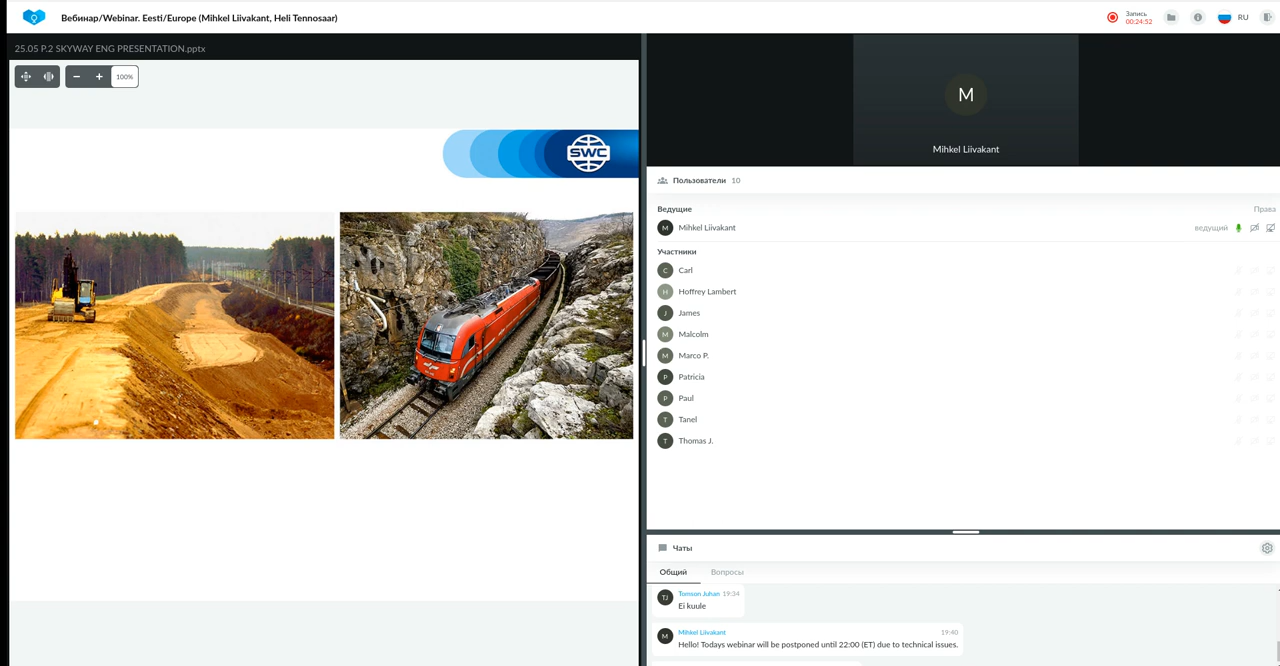 Вебинар/Webinar. Eesti/Europe (Mihkel Liivakant, Heli Tennosaar)
Запись
00:24:52
RU
25.05 P.2 SKYWAY ENG PRESENTATION.pptx
100%
SWC
M
Mihkel Liivakant
Пользователи 10
Ведущие Права
M Mihkel Liivakant ведущий
Участники
C Carl
H Hoffrey Lambert
J James
M Malcolm
M Marco P.
P Patricia
P Paul
T Tanel
T Thomas J.
Чаты
Общий Вопросы
TJ Tomson Juhan 19:34
Ei kuule
M Mihkel Liivakant 19:40
Hello! Todays webinar will be postponed until 22:00 (ET) due to technical issues.